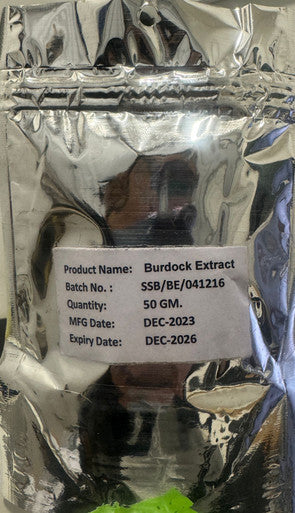 Product Name: Burdock Extract
Batch No. : SSB/BE/041216
Quantity: 50 GM.
MFG Date: DEC-2023
Expiry Date: DEC-2026